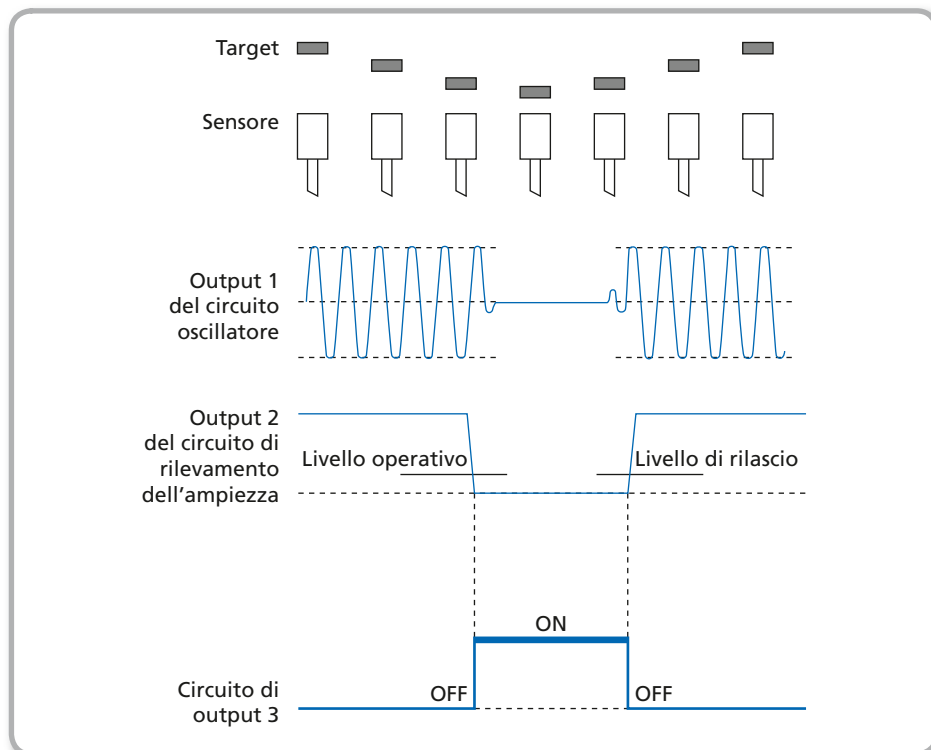 Target
Sensore
Output 1
del circuito
oscillatore
Output 2
del circuito di
rilevamento
dell'ampiezza
Livello operativo
Livello di rilascio
ON
Circuito di
output 3
OFF
OFF